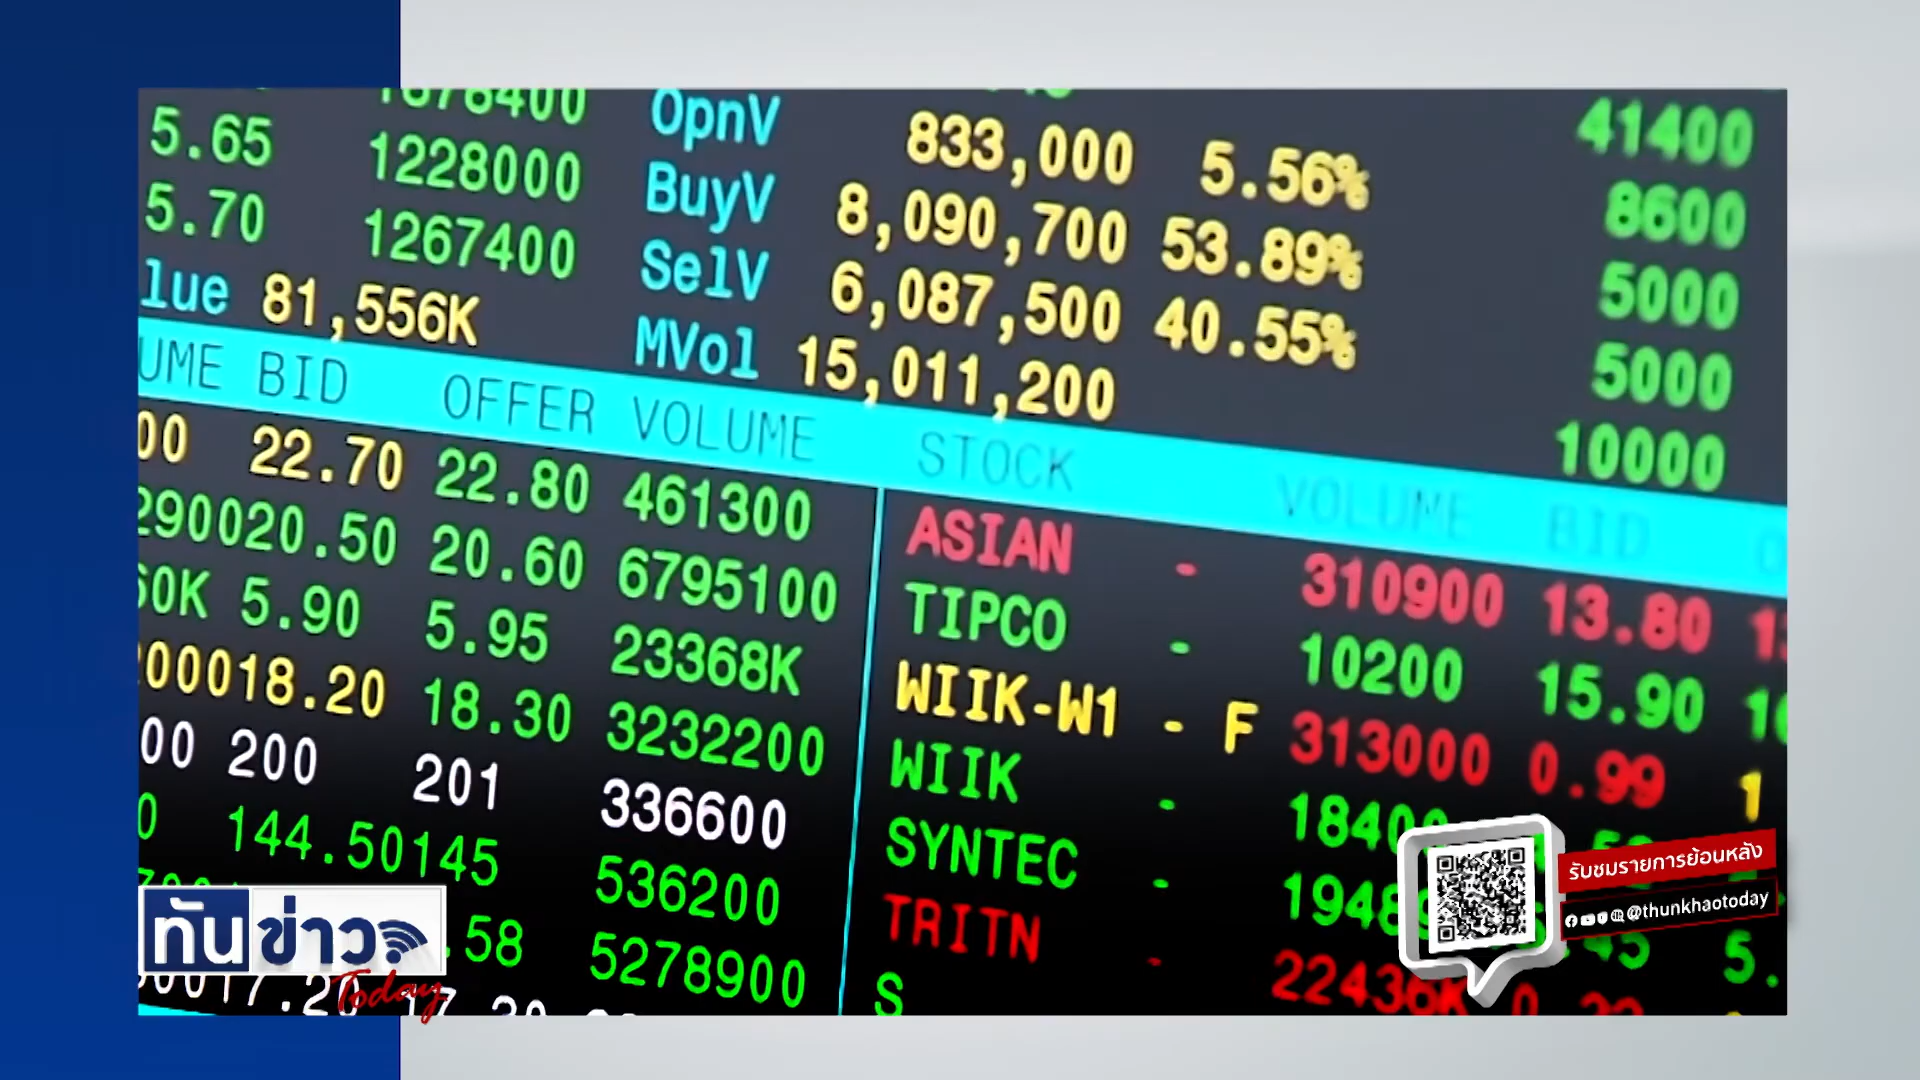 5.65 1228000
5.70 1267400
lue 81,556K
OpnV 833,000 5.56%
BuyV 8,090,700 53.89%
SelV 6,087,500 40.55%
MVol 15,011,200
41400
8600
5000
5000
10000
UME BID OFFER VOLUME STOCK VOLUME BID
00 22.70 22.80 461300
290020.50 20.60 6795100
60K 5.90 5.95 23368K
00018.20 18.30 3232200
00 200 201 336600
0 144.50145 536200
.58 5278900
ASIAN - 310900 13.80
TIPCO - 10200 15.90
WIIK-W1 - F 313000 0.99 1
WIIK - 18400
SYNTEC -
TRITN - 22436K
S
ทันข่าว
Today
รับชมรายการย้อนหลัง
@thunkhaotoday